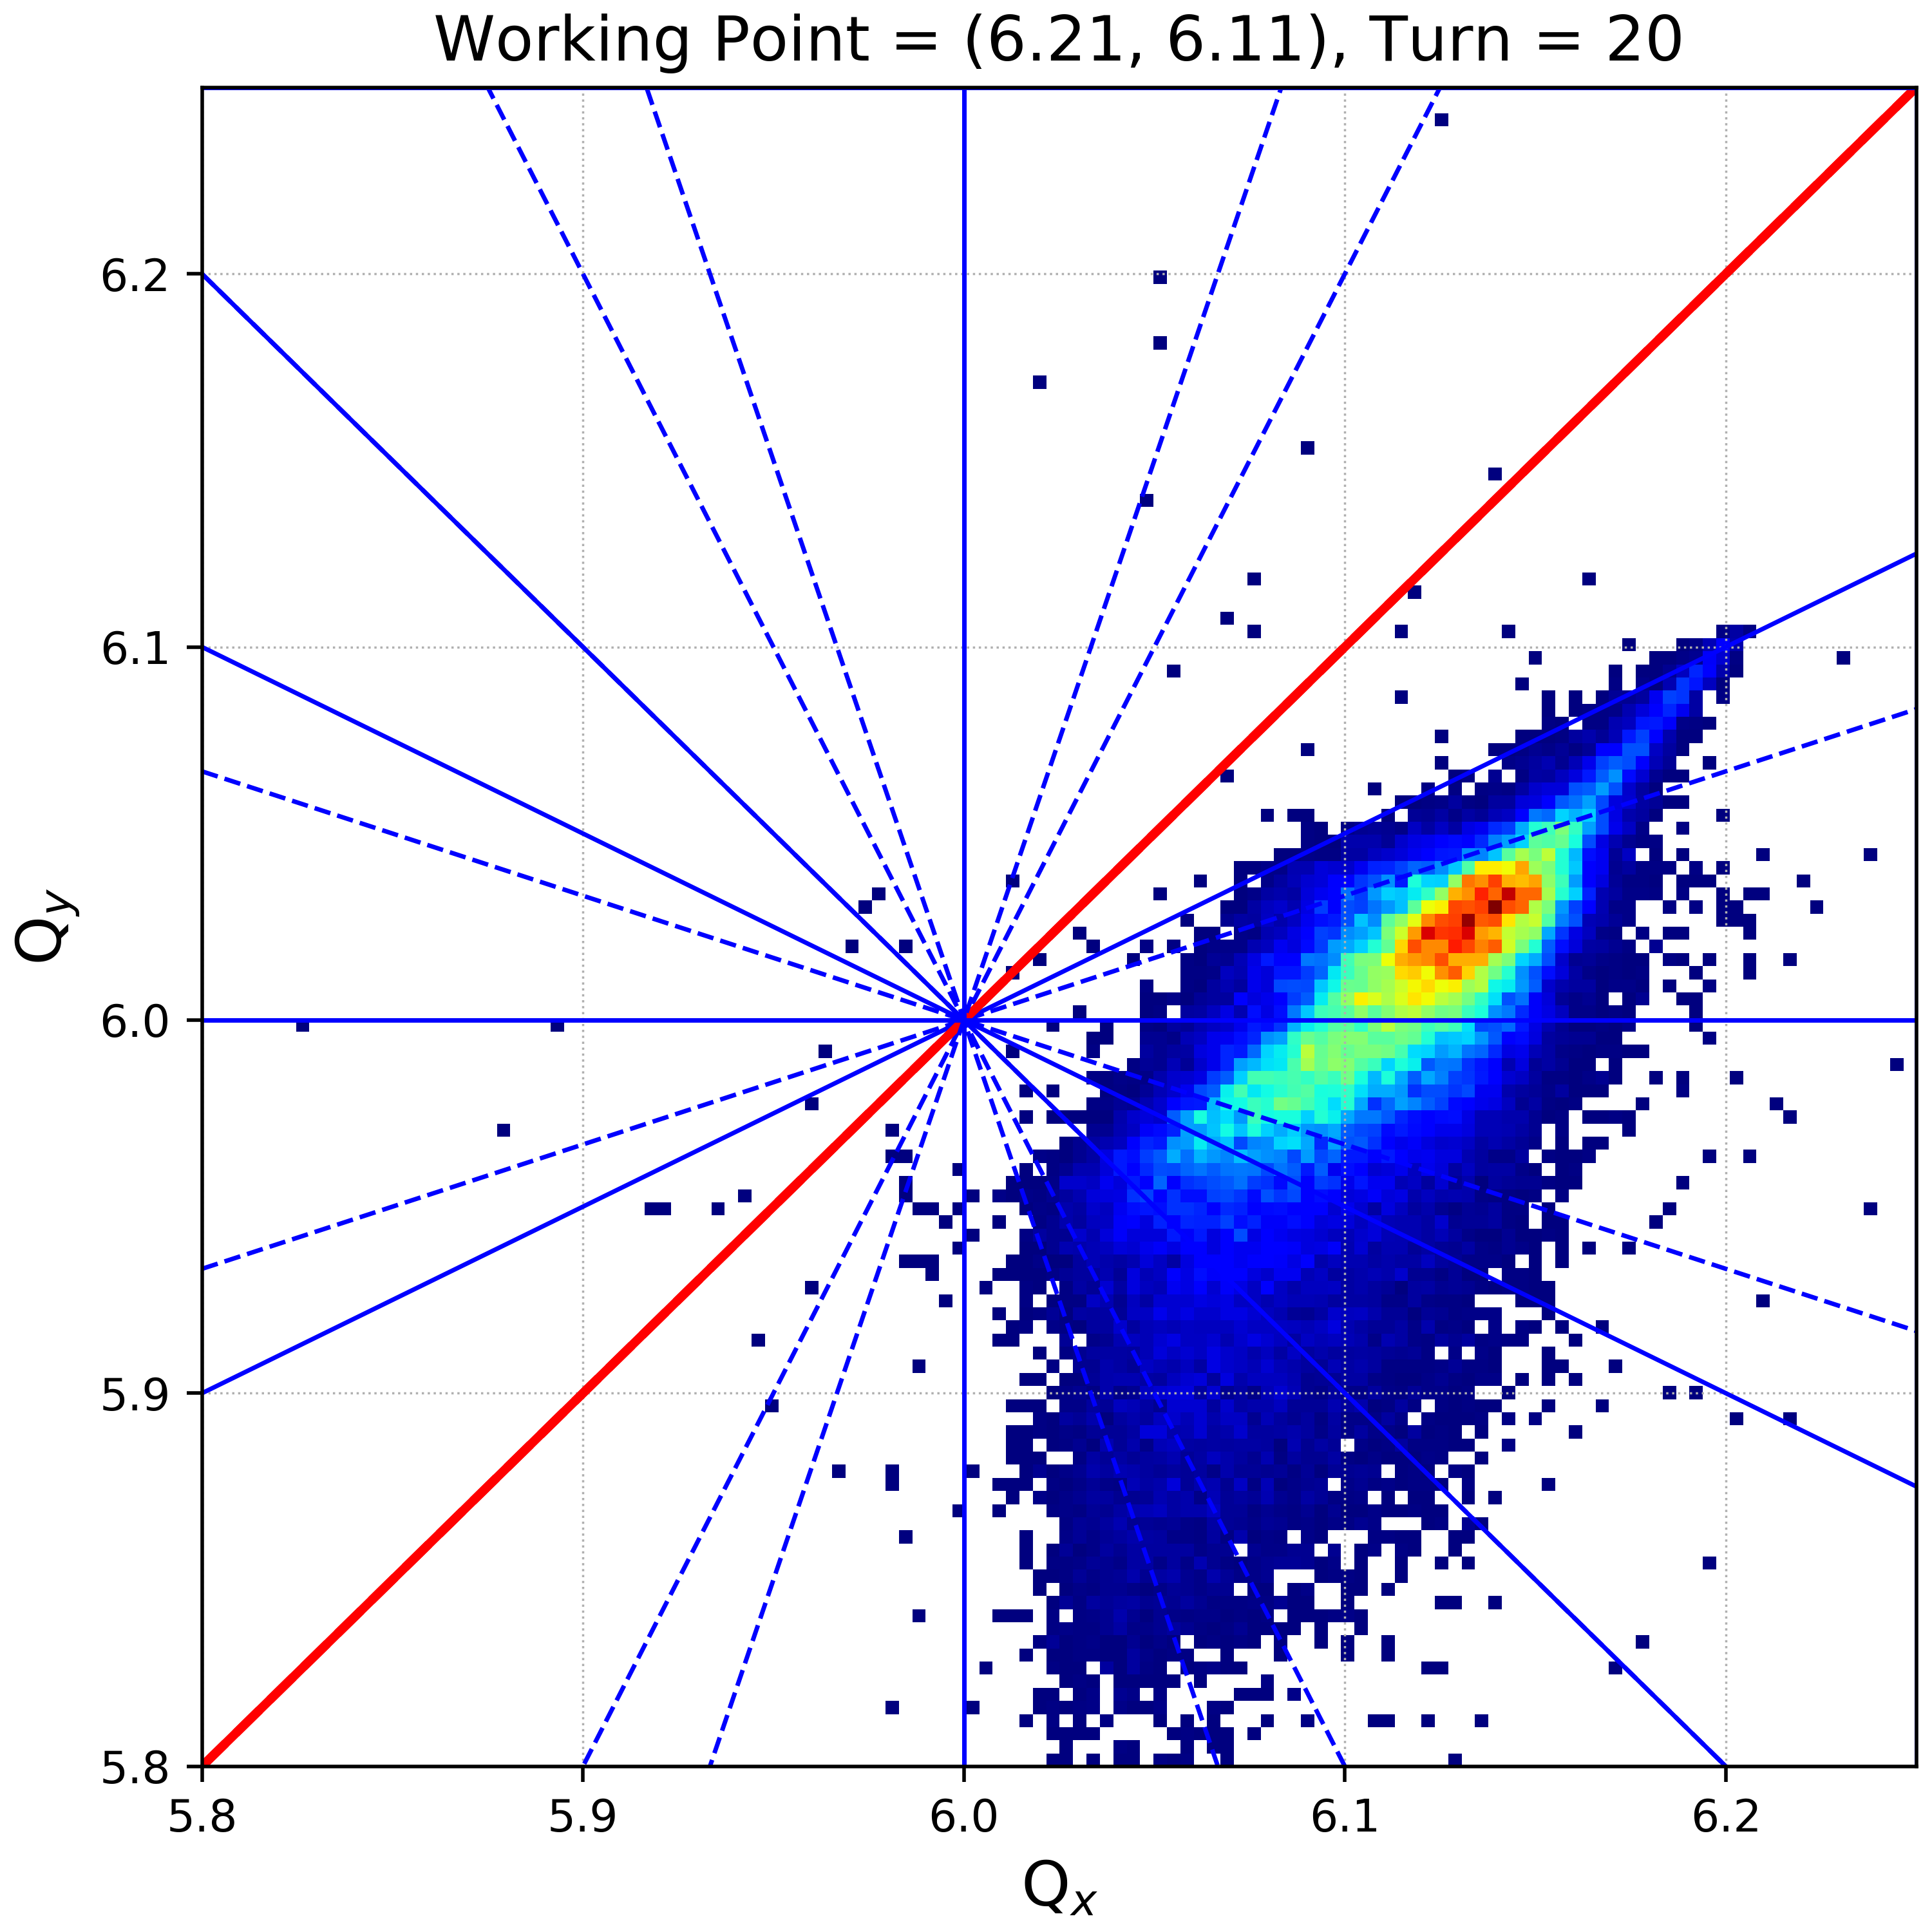 Working Point = (6.21, 6.11), Turn = 20
6.2
6.1
6.0
5.9
5.8
Qy
5.8 5.9 6.0 6.1 6.2
Qx